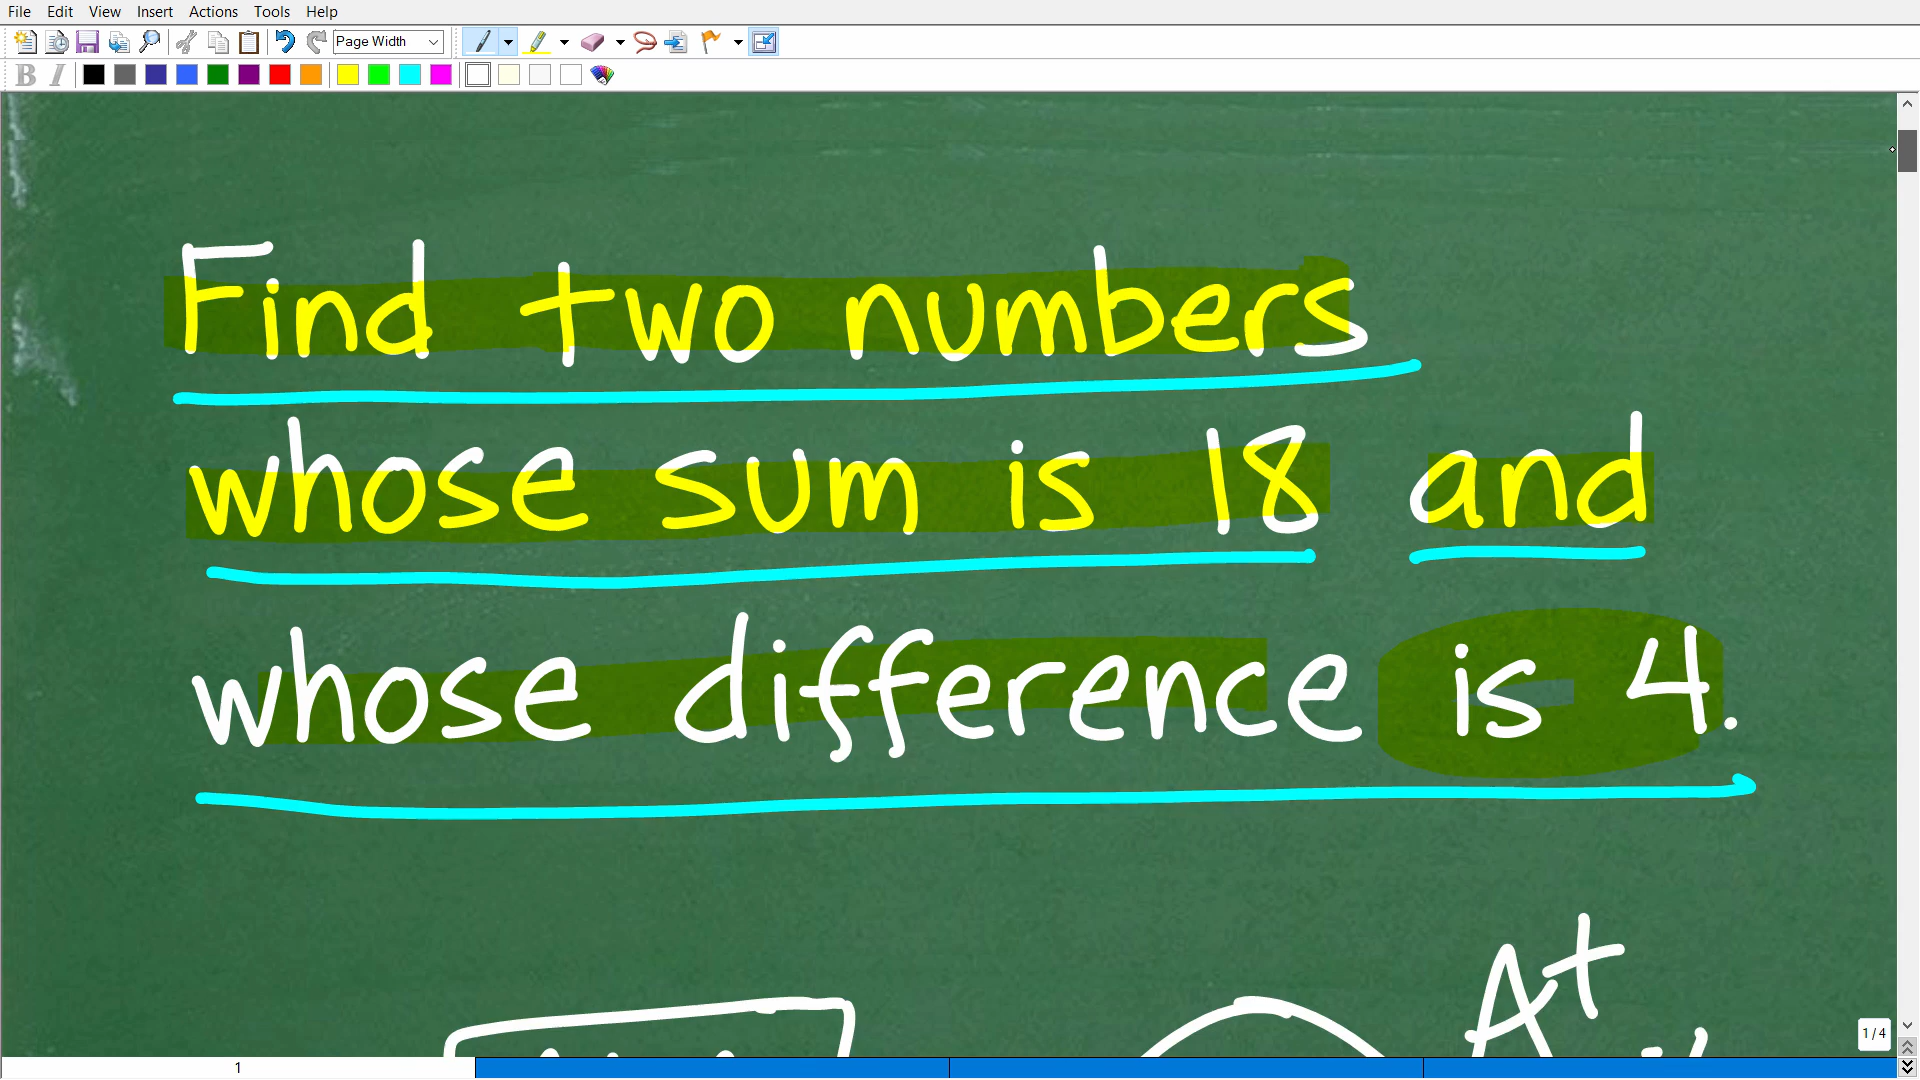 File Edit View Insert Actions Tools Help
Page Width
B I
Find two numbers
whose sum is 18 and
whose difference is 4.
A+
1 / 4
1